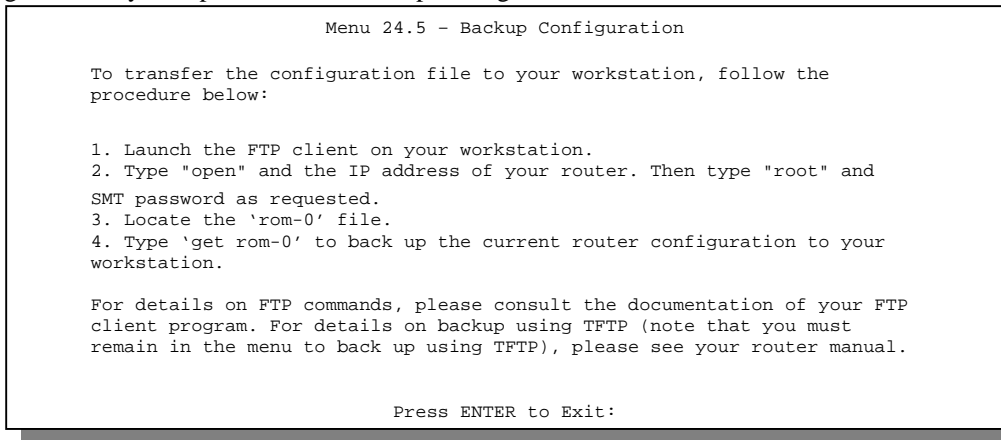 Menu 24.5 – Backup Configuration
To transfer the configuration file to your workstation, follow the
procedure below:
1. Launch the FTP client on your workstation.
2. Type "open" and the IP address of your router. Then type "root" and
SMT password as requested.
3. Locate the ‘rom-0’ file.
4. Type ‘get rom-0’ to back up the current router configuration to your
workstation.
For details on FTP commands, please consult the documentation of your FTP
client program. For details on backup using TFTP (note that you must
remain in the menu to back up using TFTP), please see your router manual.
Press ENTER to Exit: